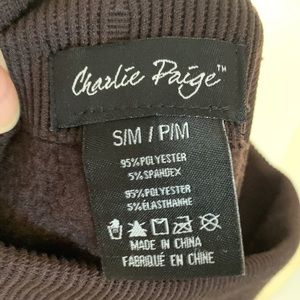 Charlie Paige™
S/M / P/M
95% POLYESTER
5% SPANDEX
95% POLYESTER
5% ÉLASTHANNE
MADE IN CHINA
FABRIQUÉ EN CHINE